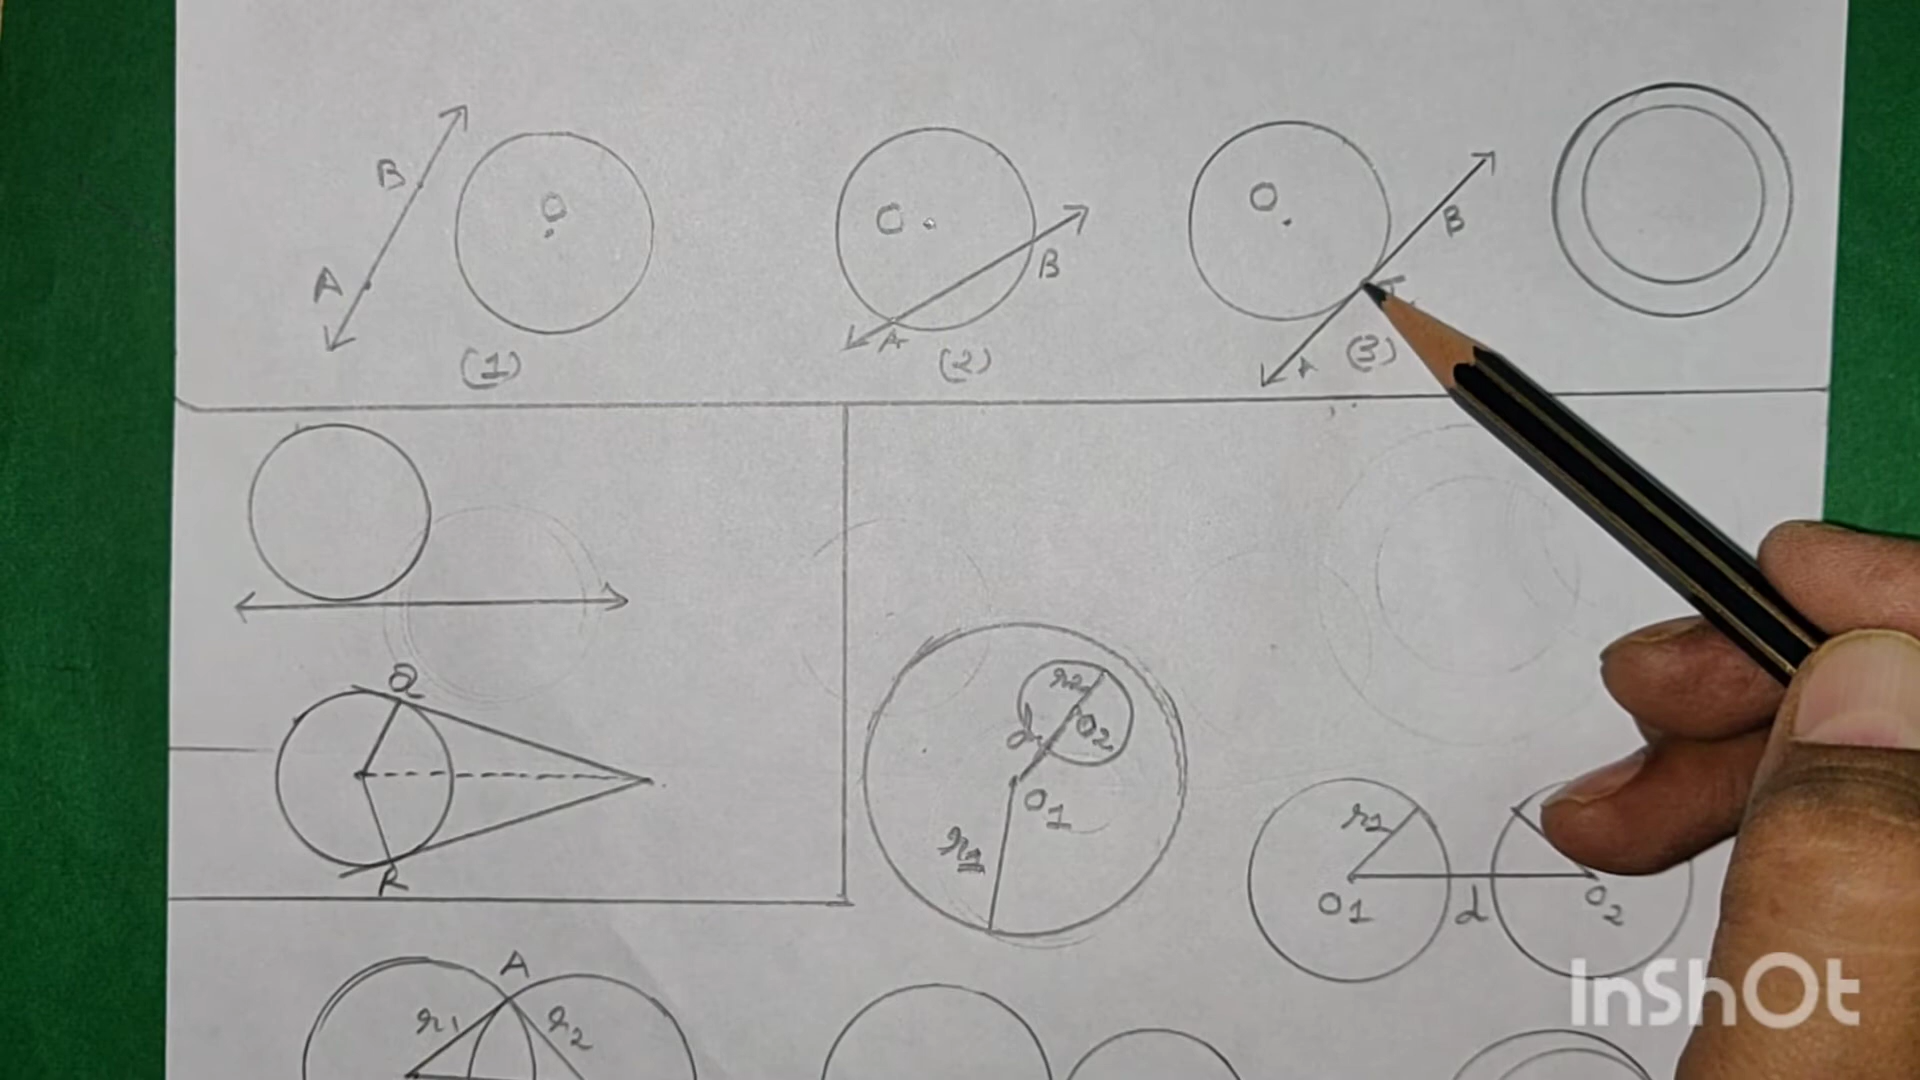 B
O
A
(1)
O
B
A
(2)
O
B
T
A
(3)
Q
R
r2
d
O2
O1
r1
r1
O1
d
O2
A
r1
r2
InShOt